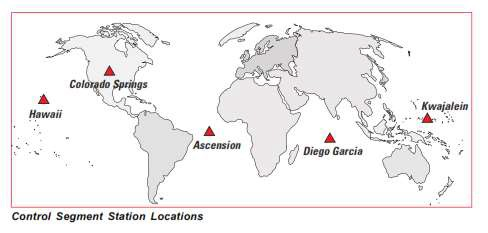 Colorado Springs
Kwajalein
Hawaii
Ascension
Diego Garcia
Control Segment Station Locations